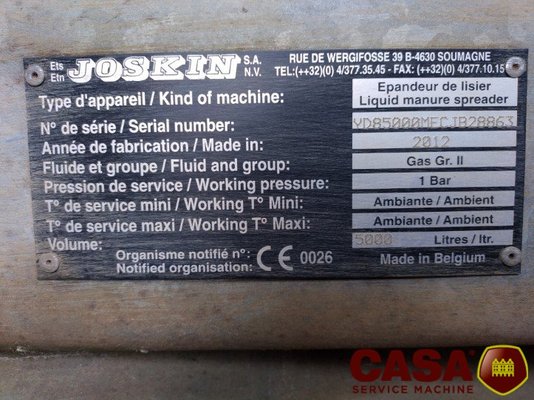 Ets
Etn
JOSKIN S.A.
N.V.
RUE DE WERGIFOSSE 39 B-4630 SOUMAGNE
TEL:(++32)(0) 4/377.35.45 - FAX: (++32)(0) 4/377.10.15
Type d'appareil / Kind of machine: Epandeur de lisier
Liquid manure spreader
N° de série / Serial number: YD85000MECJB28863
Année de fabrication / Made in: 2012
Fluide et groupe / Fluid and group: Gas Gr. II
Pression de service / Working pressure: 1 Bar
T° de service mini / Working T° Mini: Ambiante / Ambient
T° de service maxi / Working T° Maxi: Ambiante / Ambient
Volume: 5000 Litres / ltr.
Organisme notifié n°:
Notified organisation: CE 0026
Made in Belgium
CASA
SERVICE MACHINE